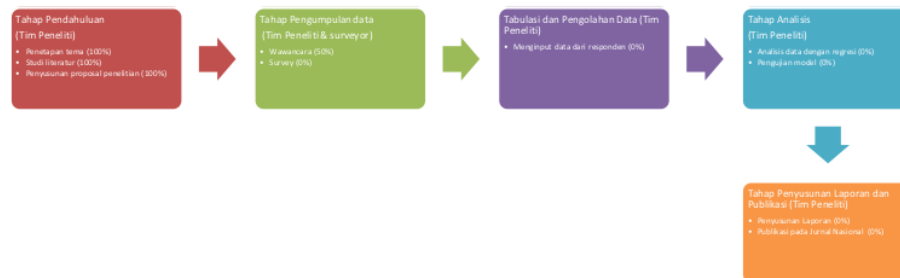 Tahap Pendahuluan
(Tim Peneliti)
• Penetapan tema (100%)
• Studi literatur (100%)
• Penyusunan proposal penelitian (100%)
Tahap Pengumpulan data
(Tim Peneliti & surveyor)
• Wawancara (50%)
• Survey (0%)
Tabulasi dan Pengolahan Data (Tim
Peneliti)
• Menginput data dari responden (0%)
Tahap Analisis
(Tim Peneliti)
• Analisis data dengan regresi (0%)
• Pengujian model (0%)
Tahap Penyusunan Laporan dan
Publikasi (Tim Peneliti)
• Penyusunan Laporan (0%)
• Publikasi pada Jurnal Nasional (0%)